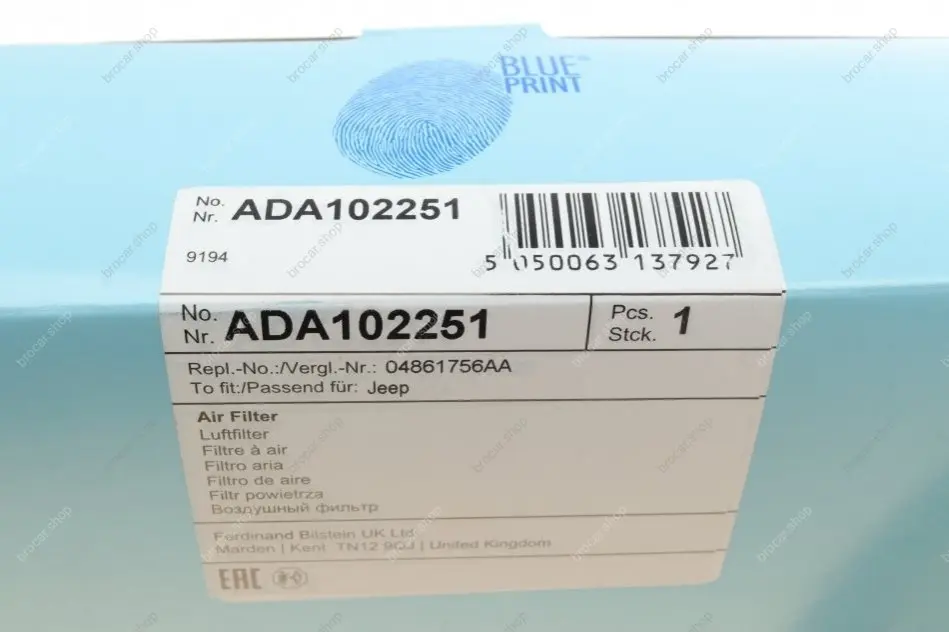 BLUE
PRINT
No.
Nr. ADA102251
9194
5 050063 137927
No.
Nr. ADA102251
Pcs.
Stck. 1
Repl.-No.:/Vergl.-Nr.: 04861756AA
To fit:/Passend für: Jeep
Air Filter
Luftfilter
Filtre à air
Filtro aria
Filtro de aire
Filtr powietrza
Воздушный фильтр
Ferdinand Bilstein UK Ltd
Marden | Kent TN12 9QJ | United Kingdom
EAC
brocar.shop